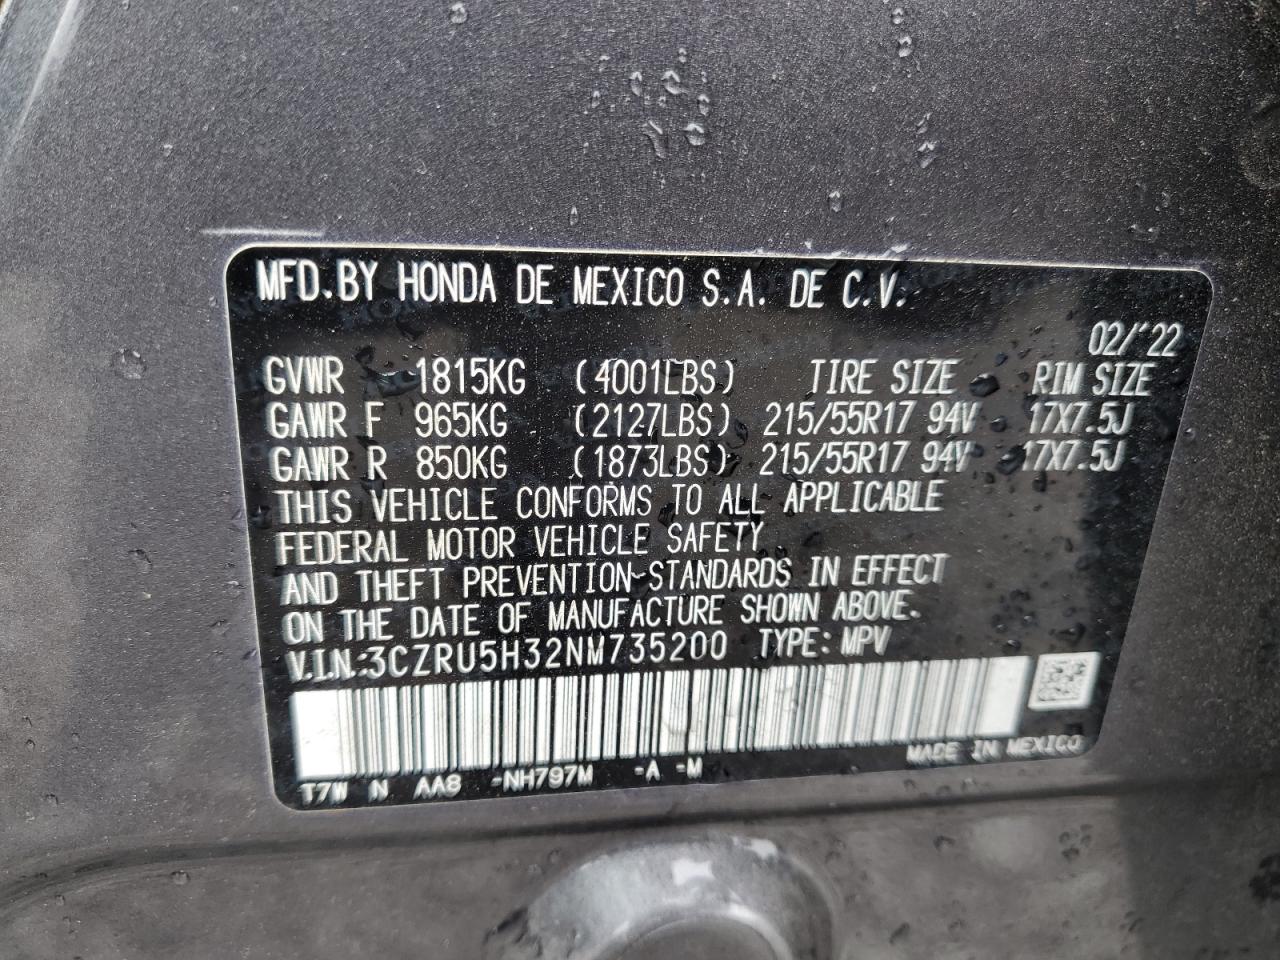 MFD.BY HONDA DE MEXICO S.A. DE C.V.
02/'22
GVWR 1815KG (4001LBS) TIRE SIZE RIM SIZE
GAWR F 965KG (2127LBS) 215/55R17 94V 17X7.5J
GAWR R 850KG (1873LBS) 215/55R17 94V 17X7.5J
THIS VEHICLE CONFORMS TO ALL APPLICABLE
FEDERAL MOTOR VEHICLE SAFETY
AND THEFT PREVENTION STANDARDS IN EFFECT
ON THE DATE OF MANUFACTURE SHOWN ABOVE.
V.I.N.:3CZRU5H32NM735200 TYPE: MPV
MADE IN MEXICO
T7W N AA8 -NH797M -A -M